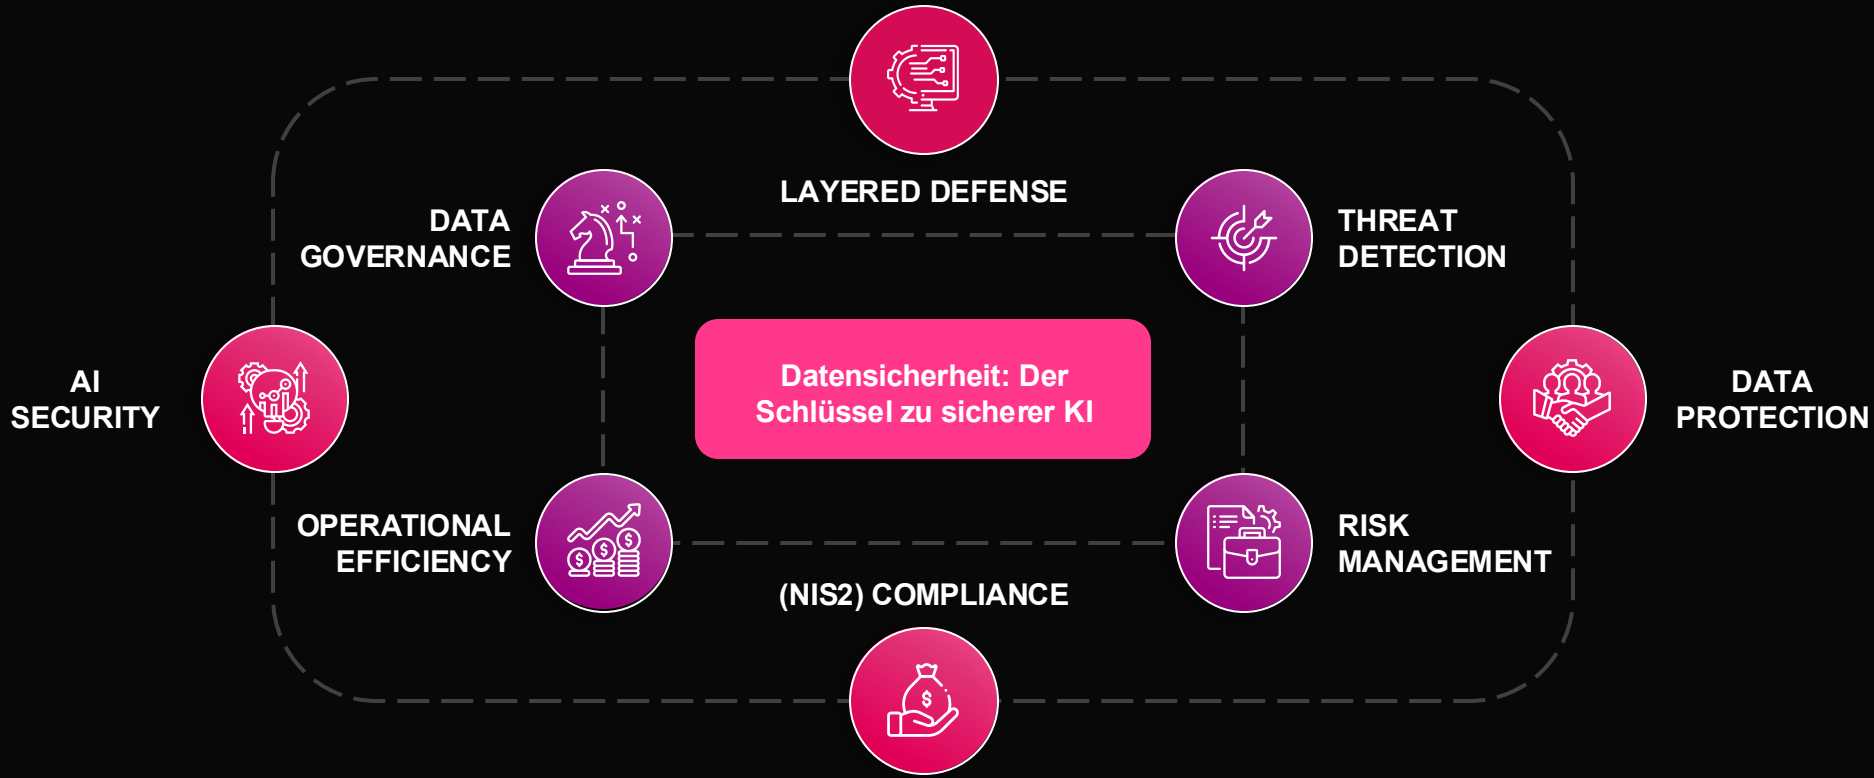 LAYERED DEFENSE
DATA
GOVERNANCE
THREAT
DETECTION
AI
SECURITY
Datensicherheit: Der
Schlüssel zu sicherer KI
DATA
PROTECTION
OPERATIONAL
EFFICIENCY
RISK
MANAGEMENT
(NIS2) COMPLIANCE